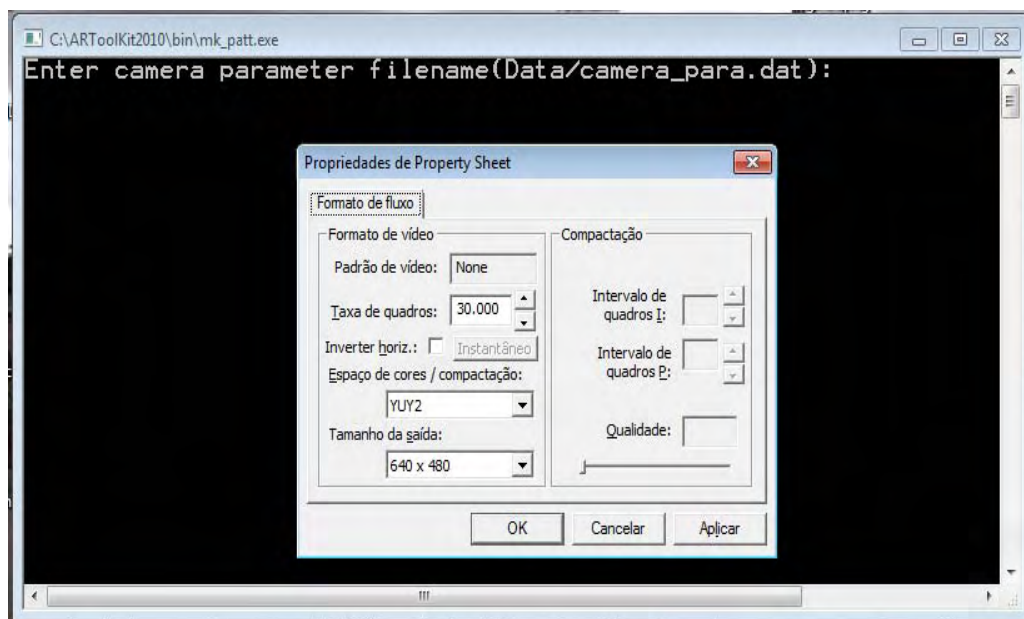 C:\ARToolKit2010\bin\mk_patt.exe
Enter camera parameter filename(Data/camera_para.dat):
Propriedades de Property Sheet
Formato de fluxo
Formato de vídeo
Padrão de vídeo: None
Taxa de quadros: 30.000
Inverter horiz.: Instantâneo
Espaço de cores / compactação:
YUY2
Tamanho da saída:
640 x 480
Compactação
Intervalo de
quadros I:
Intervalo de
quadros P:
Qualidade:
OK Cancelar Aplicar